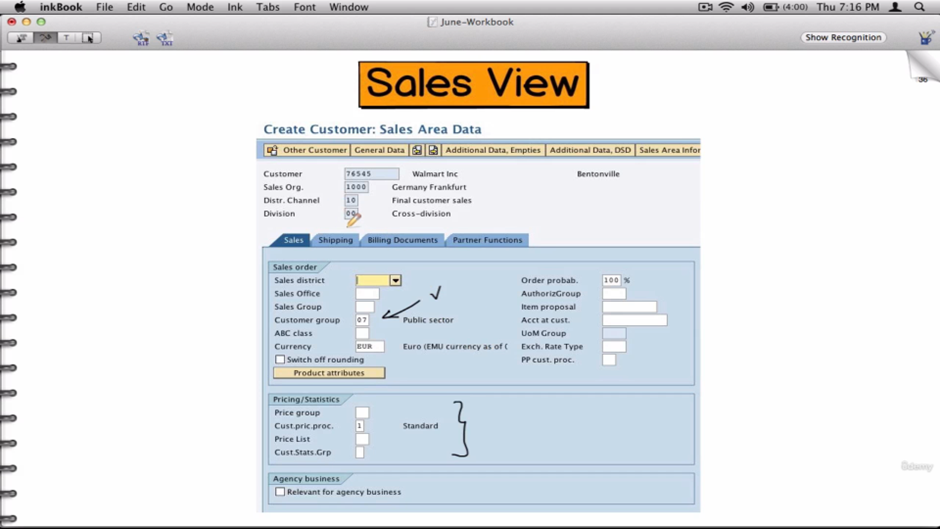 inkBook File Edit Go Mode Ink Tabs Font Window (4:00) Thu 7:16 PM
June-Workbook
T Show Recognition
36
Sales View
Create Customer: Sales Area Data
Other Customer General Data Additional Data, Empties Additional Data, DSD Sales Area Infor
Customer 76545 Walmart Inc Bentonville
Sales Org. 1000 Germany Frankfurt
Distr. Channel 10 Final customer sales
Division 00 Cross-division
Sales Shipping Billing Documents Partner Functions
Sales order
Sales district Order probab. 100 %
Sales Office AuthorizGroup
Sales Group Item proposal
Customer group 07 Public sector Acct at cust.
ABC class UoM Group
Currency EUR Euro (EMU currency as of ( Exch. Rate Type
Switch off rounding PP cust. proc.
Product attributes
Pricing/Statistics
Price group
Cust.pric.proc. 1 Standard
Price List
Cust.Stats.Grp
Agency business
Relevant for agency business
Udemy